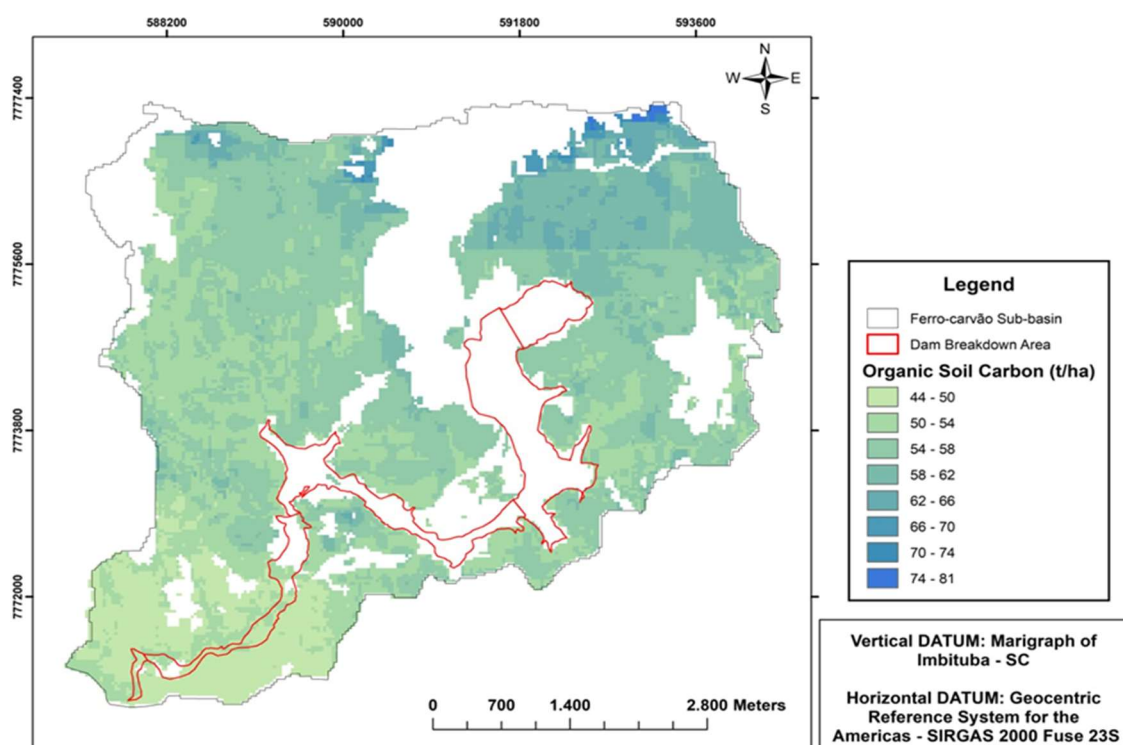 588200
590000
591800
593600
7777400
7775600
7773800
7772000
N
W
E
S
Legend
Ferro-carvão Sub-basin
Dam Breakdown Area
Organic Soil Carbon (t/ha)
44 - 50
50 - 54
54 - 58
58 - 62
62 - 66
66 - 70
70 - 74
74 - 81
0 700 1.400 2.800 Meters
Vertical DATUM: Marigraph of
Imbituba - SC
Horizontal DATUM: Geocentric
Reference System for the
Americas - SIRGAS 2000 Fuse 23S